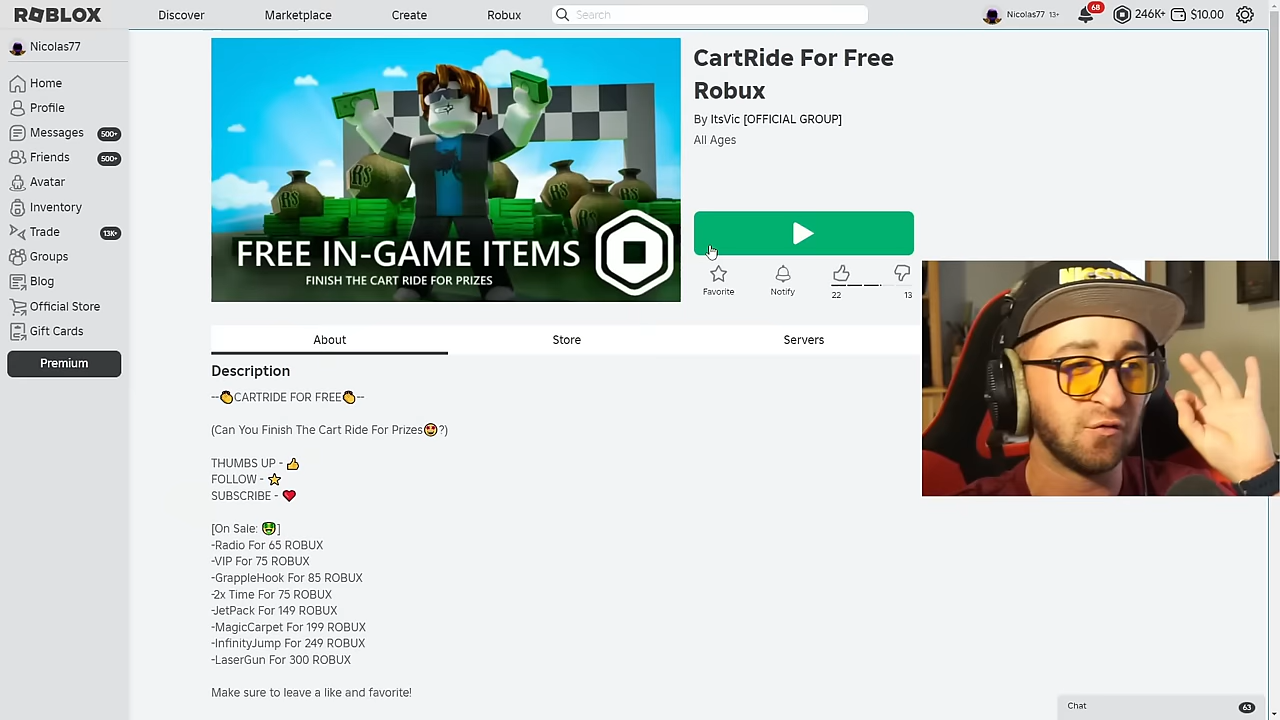 ROBLOX
Discover
Marketplace
Create
Robux
Search
Nicolas77 13+
68
246K+
$10.00
Nicolas77
Home
Profile
Messages 500+
Friends 500+
Avatar
Inventory
Trade 13K+
Groups
Blog
Official Store
Gift Cards
Premium
R$
R$
R$
FREE IN-GAME ITEMS
FINISH THE CART RIDE FOR PRIZES
CartRide For Free
Robux
By ItsVic [OFFICIAL GROUP]
All Ages
Favorite
Notify
22
13
About
Store
Servers
Description
--👏CARTRIDE FOR FREE👏--
(Can You Finish The Cart Ride For Prizes🤩?)
THUMBS UP - 👍
FOLLOW - ⭐
SUBSCRIBE - ❤️
[On Sale: 🤑]
-Radio For 65 ROBUX
-VIP For 75 ROBUX
-GrappleHook For 85 ROBUX
-2x Time For 75 ROBUX
-JetPack For 149 ROBUX
-MagicCarpet For 199 ROBUX
-InfinityJump For 249 ROBUX
-LaserGun For 300 ROBUX
Make sure to leave a like and favorite!
Chat
63